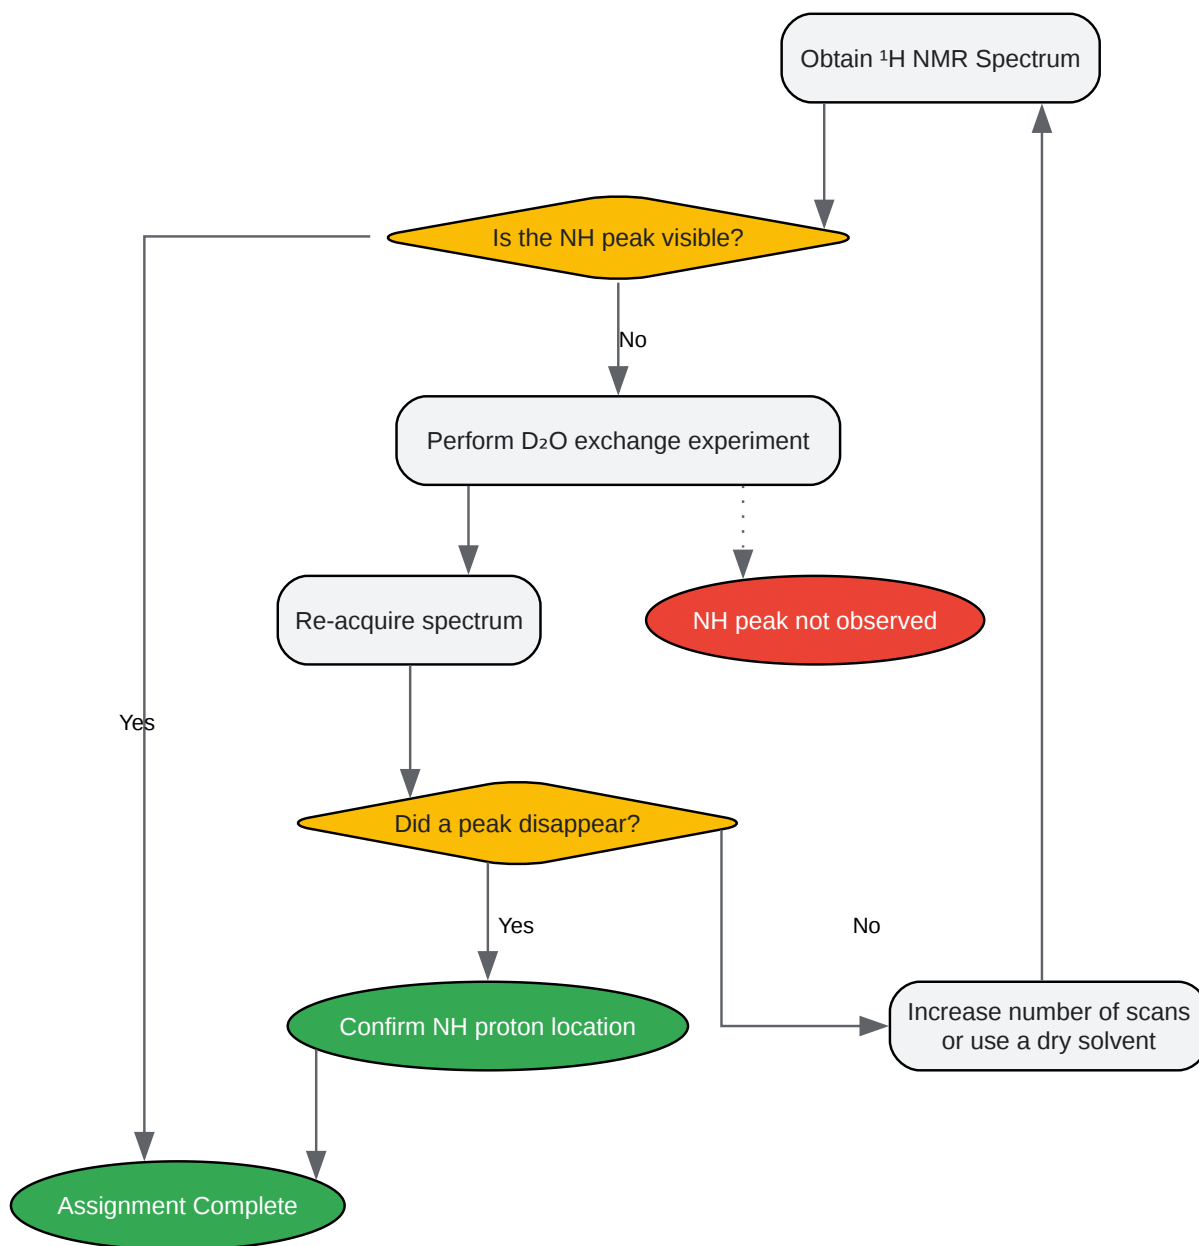 Obtain ¹H NMR Spectrum
Is the NH peak visible?
No
Perform D₂O exchange experiment
Re-acquire spectrum
NH peak not observed
Yes
Did a peak disappear?
Yes
No
Confirm NH proton location
Increase number of scans
or use a dry solvent
Assignment Complete